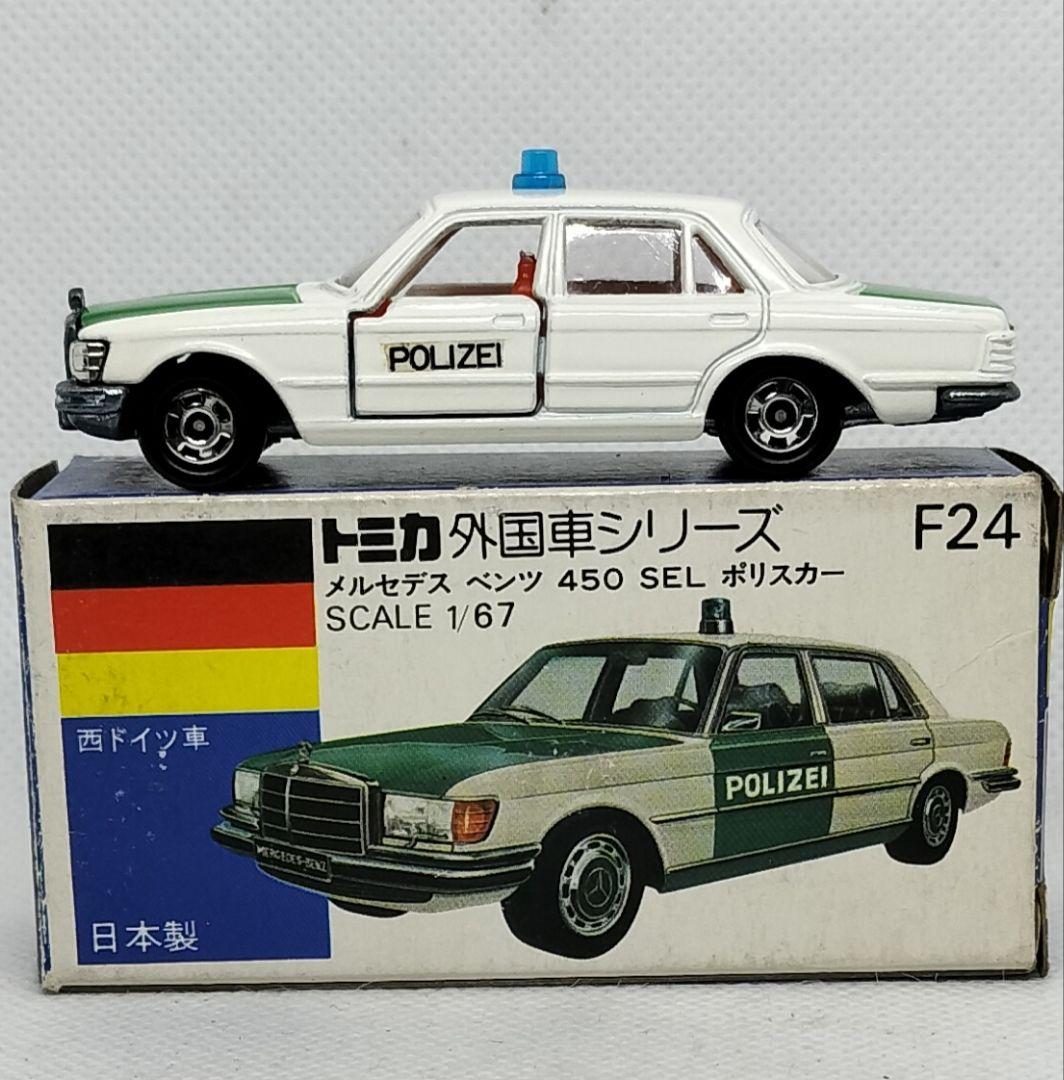 POLIZEI
トミカ 外国車シリーズ F24
メルセデス ベンツ 450 SEL ポリスカー
SCALE 1/67
西ドイツ車
POLIZEI
MERCEDES-BENZ
日本製